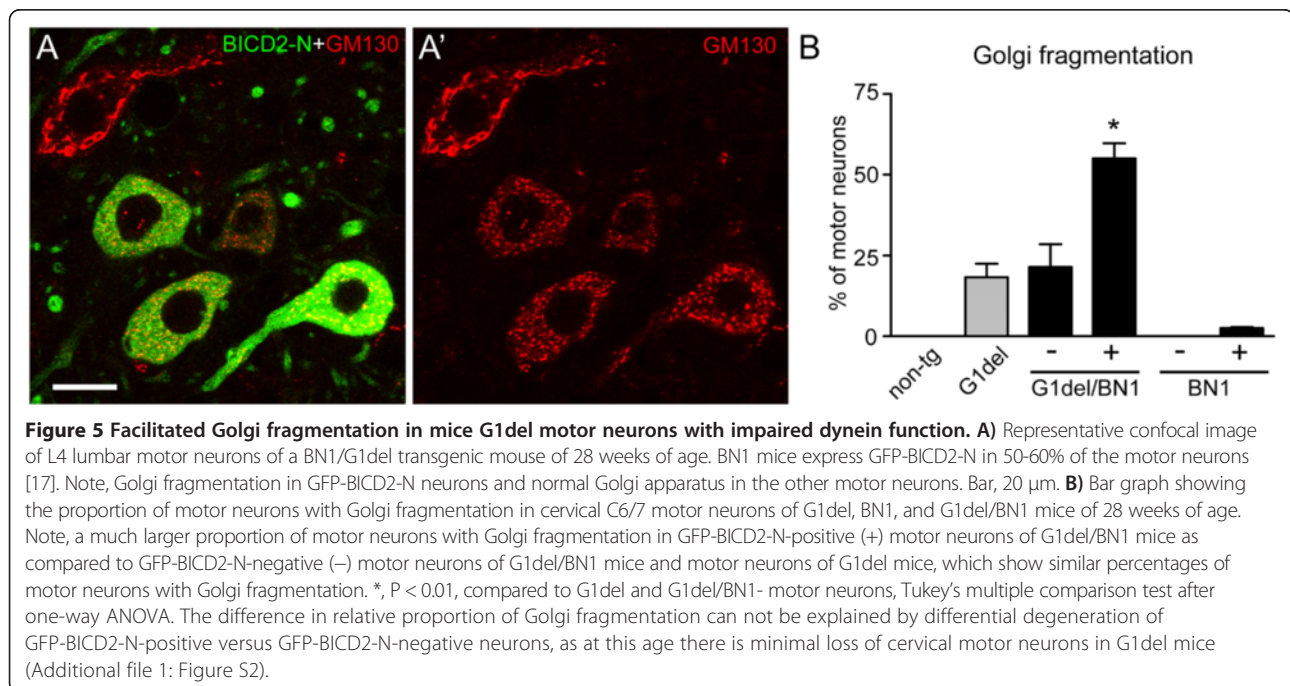 A
BICD2-N+GM130
A'
GM130
B
Golgi fragmentation
% of motor neurons
75
50
25
0
*
non-tg
G1del
−
+
−
+
G1del/BN1
BN1
Figure 5 Facilitated Golgi fragmentation in mice G1del motor neurons with impaired dynein function. A) Representative confocal image
of L4 lumbar motor neurons of a BN1/G1del transgenic mouse of 28 weeks of age. BN1 mice express GFP-BICD2-N in 50-60% of the motor neurons
[17]. Note, Golgi fragmentation in GFP-BICD2-N neurons and normal Golgi apparatus in the other motor neurons. Bar, 20 μm. B) Bar graph showing
the proportion of motor neurons with Golgi fragmentation in cervical C6/7 motor neurons of G1del, BN1, and G1del/BN1 mice of 28 weeks of age.
Note, a much larger proportion of motor neurons with Golgi fragmentation in GFP-BICD2-N-positive (+) motor neurons of G1del/BN1 mice as
compared to GFP-BICD2-N-negative (−) motor neurons of G1del/BN1 mice and motor neurons of G1del mice, which show similar percentages of
motor neurons with Golgi fragmentation. *, P < 0.01, compared to G1del and G1del/BN1- motor neurons, Tukey's multiple comparison test after
one-way ANOVA. The difference in relative proportion of Golgi fragmentation can not be explained by differential degeneration of
GFP-BICD2-N-positive versus GFP-BICD2-N-negative neurons, as at this age there is minimal loss of cervical motor neurons in G1del mice
(Additional file 1: Figure S2).